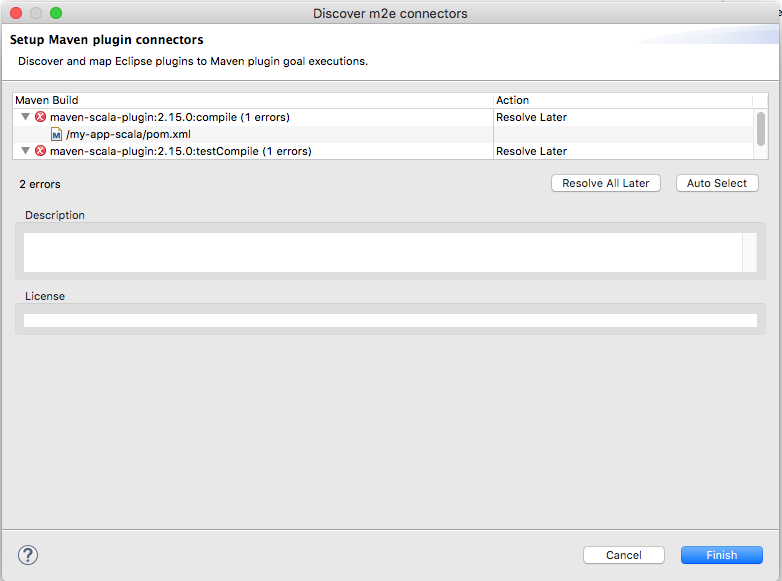 Discover m2e connectors
Setup Maven plugin connectors
Discover and map Eclipse plugins to Maven plugin goal executions.
Maven Build Action
maven-scala-plugin:2.15.0:compile (1 errors) Resolve Later
/my-app-scala/pom.xml
maven-scala-plugin:2.15.0:testCompile (1 errors) Resolve Later
2 errors Resolve All Later Auto Select
Description
License
? Cancel Finish